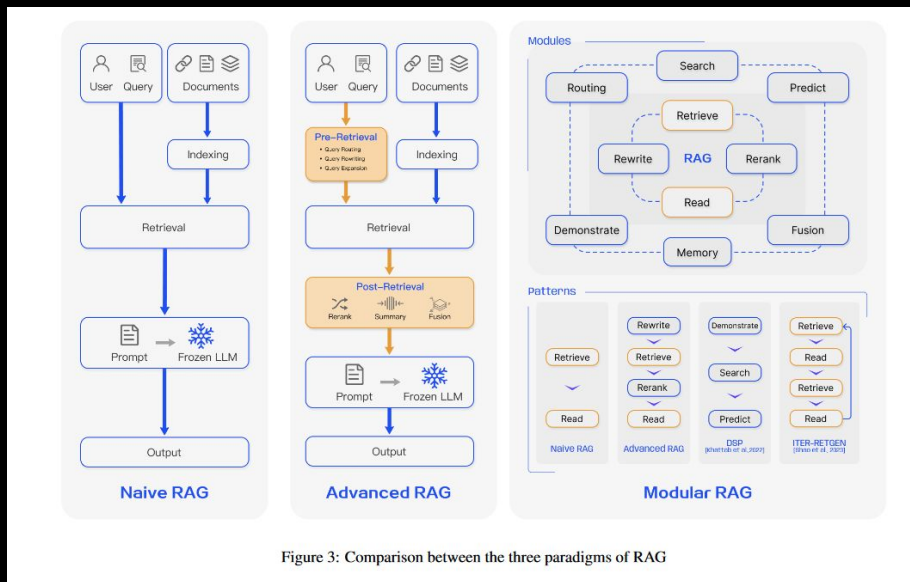 User Query
Documents
Indexing
Retrieval
Prompt
Frozen LLM
Output
Naive RAG
User Query
Documents
Pre-Retrieval
• Query Routing
• Query Rewriting
• Query Expansion
Indexing
Retrieval
Post-Retrieval
Rerank Summary Fusion
Prompt
Frozen LLM
Output
Advanced RAG
Modules
Search
Routing
Predict
Retrieve
Rewrite
RAG
Rerank
Read
Demonstrate
Fusion
Memory
Patterns
Retrieve
Read
Naive RAG
Rewrite
Retrieve
Rerank
Read
Advanced RAG
Demonstrate
Search
Predict
DSP
[Khattab et al., 2022]
Retrieve
Read
Retrieve
Read
ITER-RETGEN
[Shao et al., 2023]
Modular RAG
Figure 3: Comparison between the three paradigms of RAG